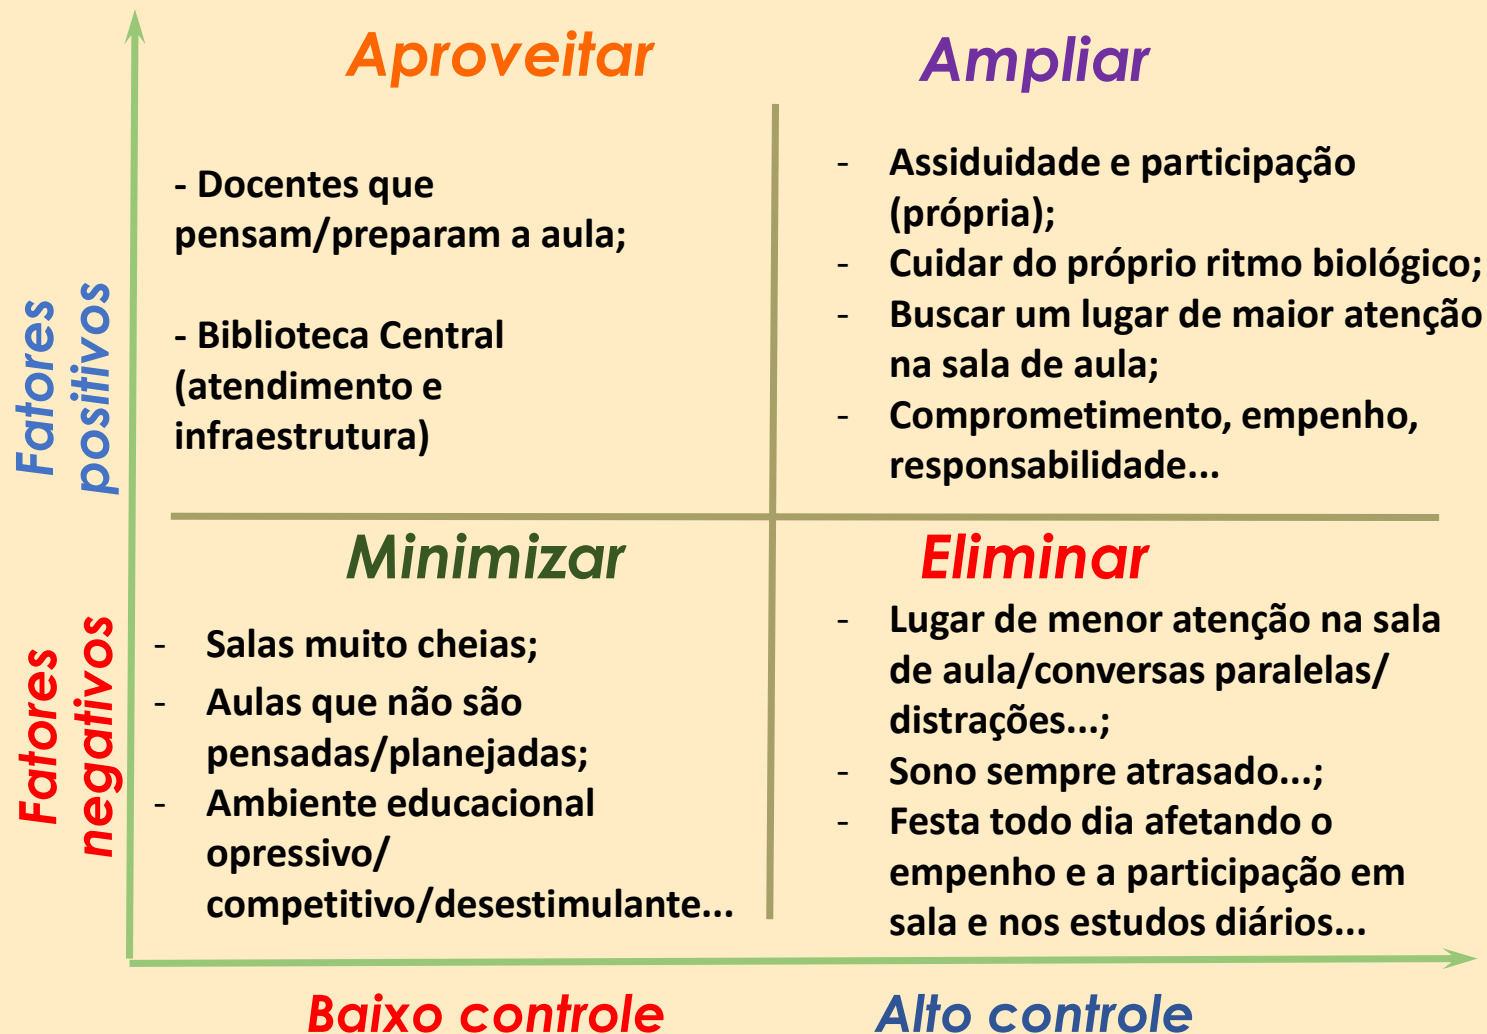 Aproveitar
Ampliar
Fatores
positivos
- Docentes que
pensam/preparam a aula;
- Biblioteca Central
(atendimento e
infraestrutura)
- Assiduidade e participação
(própria);
- Cuidar do próprio ritmo biológico;
- Buscar um lugar de maior atenção
na sala de aula;
- Comprometimento, empenho,
responsabilidade...
Minimizar
Eliminar
Fatores
negativos
- Salas muito cheias;
- Aulas que não são
pensadas/planejadas;
- Ambiente educacional
opressivo/
competitivo/desestimulante...
- Lugar de menor atenção na sala
de aula/conversas paralelas/
distrações...;
- Sono sempre atrasado...;
- Festa todo dia afetando o
empenho e a participação em
sala e nos estudos diários...
Baixo controle
Alto controle